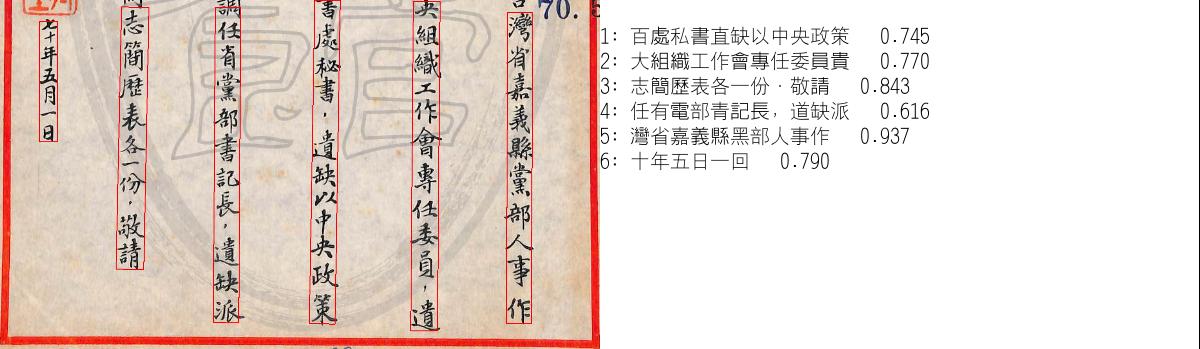 70.5
台灣省嘉義縣黨部人事作
央組織工作會專任委員，遺
書處秘書，遺缺以中央政策
調任省黨部書記長，遺缺派
同志簡歷表各一份，敬請
七十年五月一日
1: 百處私書直缺以中央政策 0.745
2: 大組織工作會專任委員貴 0.770
3: 志簡歷表各一份．敬請 0.843
4: 任有電部青記長，道缺派 0.616
5: 灣省嘉義縣黑部人事作 0.937
6: 十年五日一回 0.790